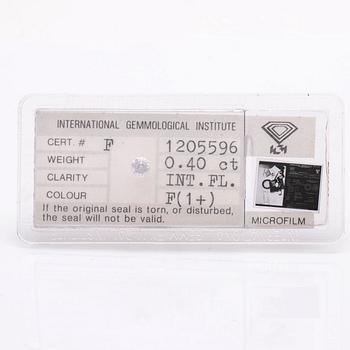 INTERNATIONAL GEMMOLOGICAL INSTITUTE
CERT. # F 1205596
WEIGHT 0.40 ct
CLARITY INT.FL.
COLOUR F(1+)
If the original seal is torn, or disturbed,
the seal will not be valid.
IGI
MICROFILM